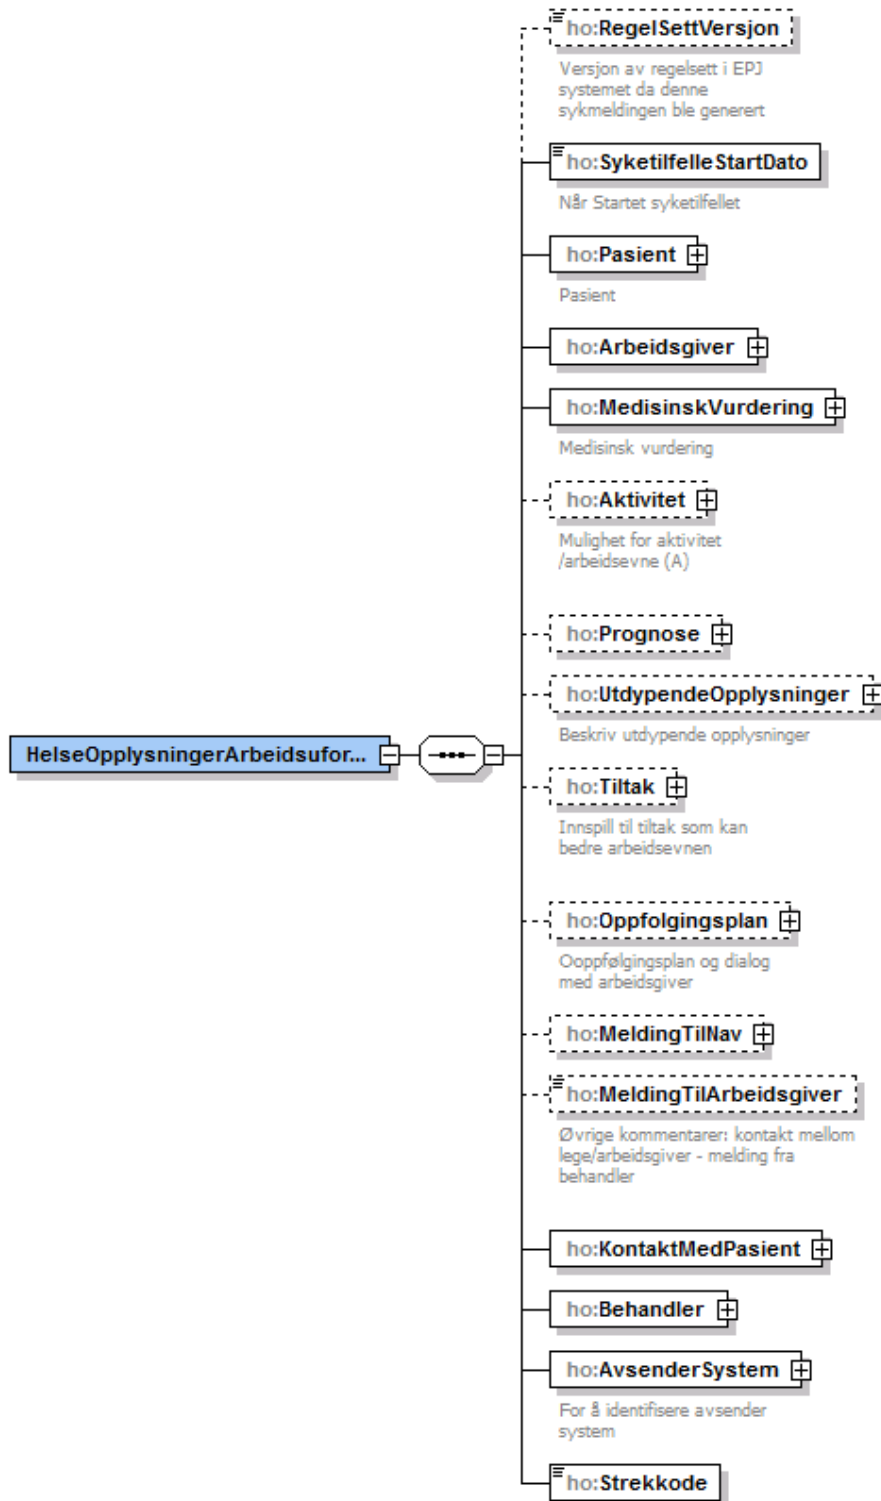 ho:RegelSettVersjon
Versjon av regelsett i EPJ
systemet da denne
sykmeldingen ble generert
ho:SyketilfelleStartDato
Når Startet syketilfellet
ho:Pasient
Pasient
ho:Arbeidsgiver
ho:MedisinskVurdering
Medisinsk vurdering
ho:Aktivitet
Mulighet for aktivitet
/arbeidsevne (A)
ho:Prognose
ho:UtdypendeOpplysninger
Beskriv utdypende opplysninger
HelseOpplysningerArbeidsufor...
ho:Tiltak
Innspill til tiltak som kan
bedre arbeidsevnen
ho:Oppfolgingsplan
Ooppfølgingsplan og dialog
med arbeidsgiver
ho:MeldingTilNav
ho:MeldingTilArbeidsgiver
Øvrige kommentarer: kontakt mellom
lege/arbeidsgiver - melding fra
behandler
ho:KontaktMedPasient
ho:Behandler
ho:AvsenderSystem
For å identifisere avsender
system
ho:Strekkode